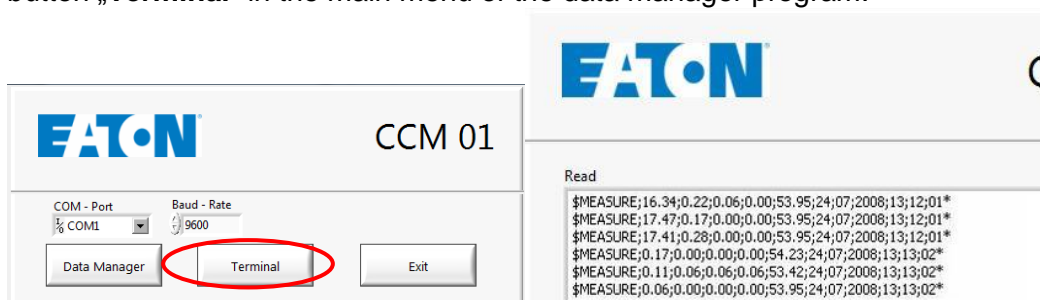 button „Terminal“ in the main menu of the data manager program.
EATON
CCM 01
COM - Port
Baud - Rate
COM1
9600
Data Manager
Terminal
Exit
EATON
Read
$MEASURE;16.34;0.22;0.06;0.00;53.95;24;07;2008;13;12;01*
$MEASURE;17.47;0.17;0.00;0.00;53.95;24;07;2008;13;12;01*
$MEASURE;17.41;0.28;0.00;0.00;53.95;24;07;2008;13;12;01*
$MEASURE;0.17;0.00;0.00;0.00;54.23;24;07;2008;13;13;02*
$MEASURE;0.11;0.06;0.06;0.06;53.42;24;07;2008;13;13;02*
$MEASURE;0.06;0.00;0.00;0.00;53.95;24;07;2008;13;13;02*